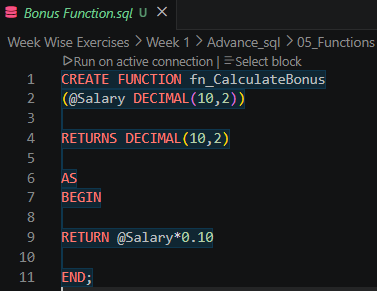 Bonus Function.sql U ×
Week Wise Exercises > Week 1 > Advance_sql > 05_Functions
Run on active connection | Select block
1 CREATE FUNCTION fn_CalculateBonus
2 (@Salary DECIMAL(10,2))
3
4 RETURNS DECIMAL(10,2)
5
6 AS
7 BEGIN
8
9 RETURN @Salary*0.10
10
11 END;